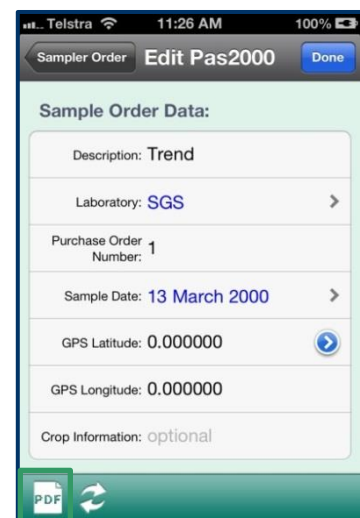 Telstra 11:26 AM 100%
Sampler Order Edit Pas2000 Done
Sample Order Data:
Description: Trend
Laboratory: SGS
Purchase Order
Number: 1
Sample Date: 13 March 2000
GPS Latitude: 0.000000
GPS Longitude: 0.000000
Crop Information: optional
PDF